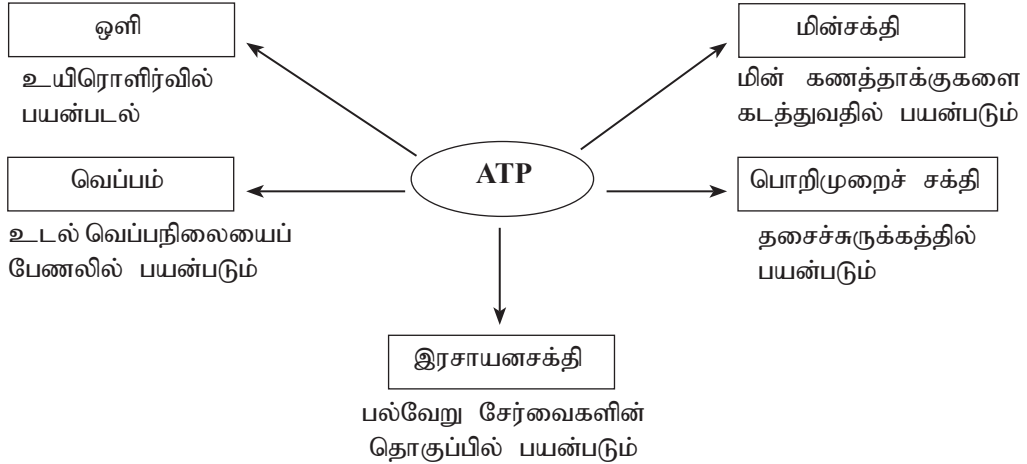 ஒளி
உயிரொளிர்வில்
பயன்படல்
மின்சக்தி
மின் கணத்தாக்குகளை
கடத்துவதில் பயன்படும்
ATP
வெப்பம்
உடல் வெப்பநிலையைப்
பேணலில் பயன்படும்
பொறிமுறைச் சக்தி
தசைச்சுருக்கத்தில்
பயன்படும்
இரசாயனசக்தி
பல்வேறு சேர்வைகளின்
தொகுப்பில் பயன்படும்